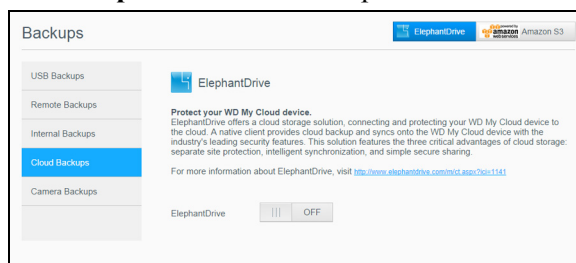 Backups
ElephantDrive
powered by
amazon
web services
Amazon S3
USB Backups
Remote Backups
Internal Backups
Cloud Backups
Camera Backups
ElephantDrive
Protect your WD My Cloud device.
ElephantDrive offers a cloud storage solution, connecting and protecting your WD My Cloud device to
the cloud. A native client provides cloud backup and syncs onto the WD My Cloud device with the
industry's leading security features. This solution features the three critical advantages of cloud storage:
separate site protection, intelligent synchronization, and simple secure sharing.
For more information about ElephantDrive, visit http://www.elephantdrive.com/m/ct.aspx?ici=1141
ElephantDrive
OFF